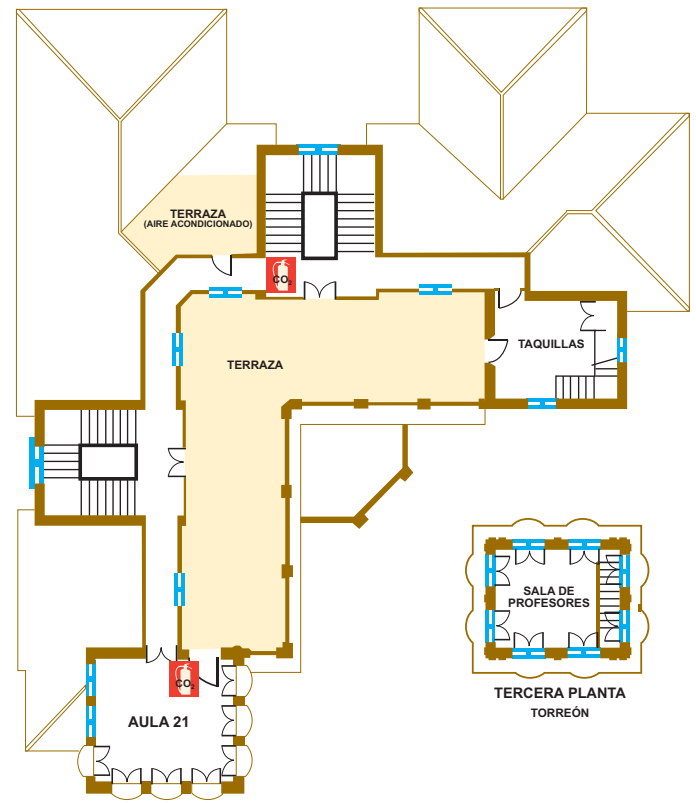 TERRAZA
(AIRE ACONDICIONADO)
CO2
TAQUILLAS
TERRAZA
SALA DE
PROFESORES
CO2
TERCERA PLANTA
TORREÓN
AULA 21